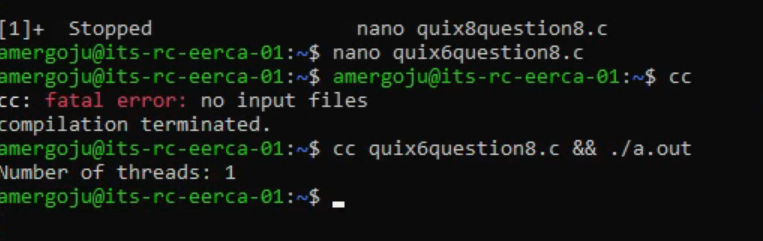 [1]+  Stopped                 nano quix8question8.c
amergoju@its-rc-eerca-01:~$ nano quix6question8.c
amergoju@its-rc-eerca-01:~$ amergoju@its-rc-eerca-01:~$ cc
cc: fatal error: no input files
compilation terminated.
amergoju@its-rc-eerca-01:~$ cc quix6question8.c && ./a.out
Number of threads: 1
amergoju@its-rc-eerca-01:~$